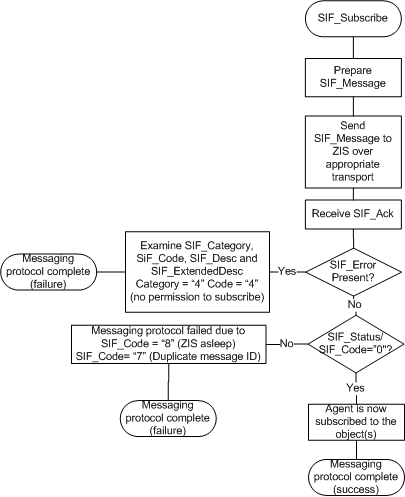 SIF_Subscribe
Prepare
SIF_Message
Send
SIF_Message to
ZIS over
appropriate
transport
Receive SIF_Ack
SIF_Error
Present?
Yes
Examine SIF_Category,
SiF_Code, SIF_Desc and
SIF_ExtendedDesc
Category = "4" Code = "4"
(no permission to subscribe)
Messaging
protocol complete
(failure)
No
SIF_Status/
SIF_Code="0"?
No
Messaging protocol failed due to
SIF_Code = "8" (ZIS asleep)
SIF_Code= "7" (Duplicate message ID)
Messaging
protocol complete
(failure)
Yes
Agent is now
subscribed to the
object(s)
Messaging
protocol complete
(success)